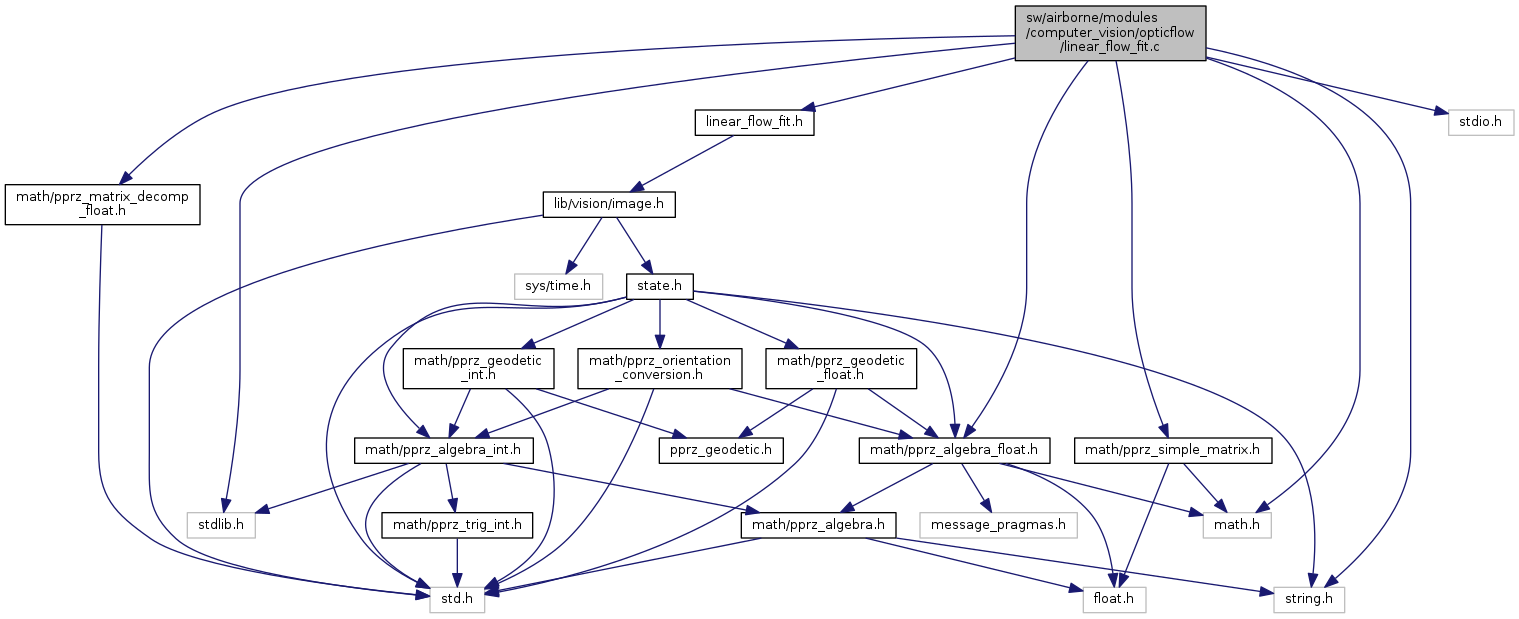 sw/airborne/modules
/computer_vision/opticflow
/linear_flow_fit.c
linear_flow_fit.h
stdio.h
math/pprz_matrix_decomp
_float.h
lib/vision/image.h
sys/time.h
state.h
math/pprz_geodetic
_int.h
math/pprz_orientation
_conversion.h
math/pprz_geodetic
_float.h
math/pprz_algebra_int.h
pprz_geodetic.h
math/pprz_algebra_float.h
math/pprz_simple_matrix.h
stdlib.h
math/pprz_trig_int.h
math/pprz_algebra.h
message_pragmas.h
math.h
std.h
float.h
string.h